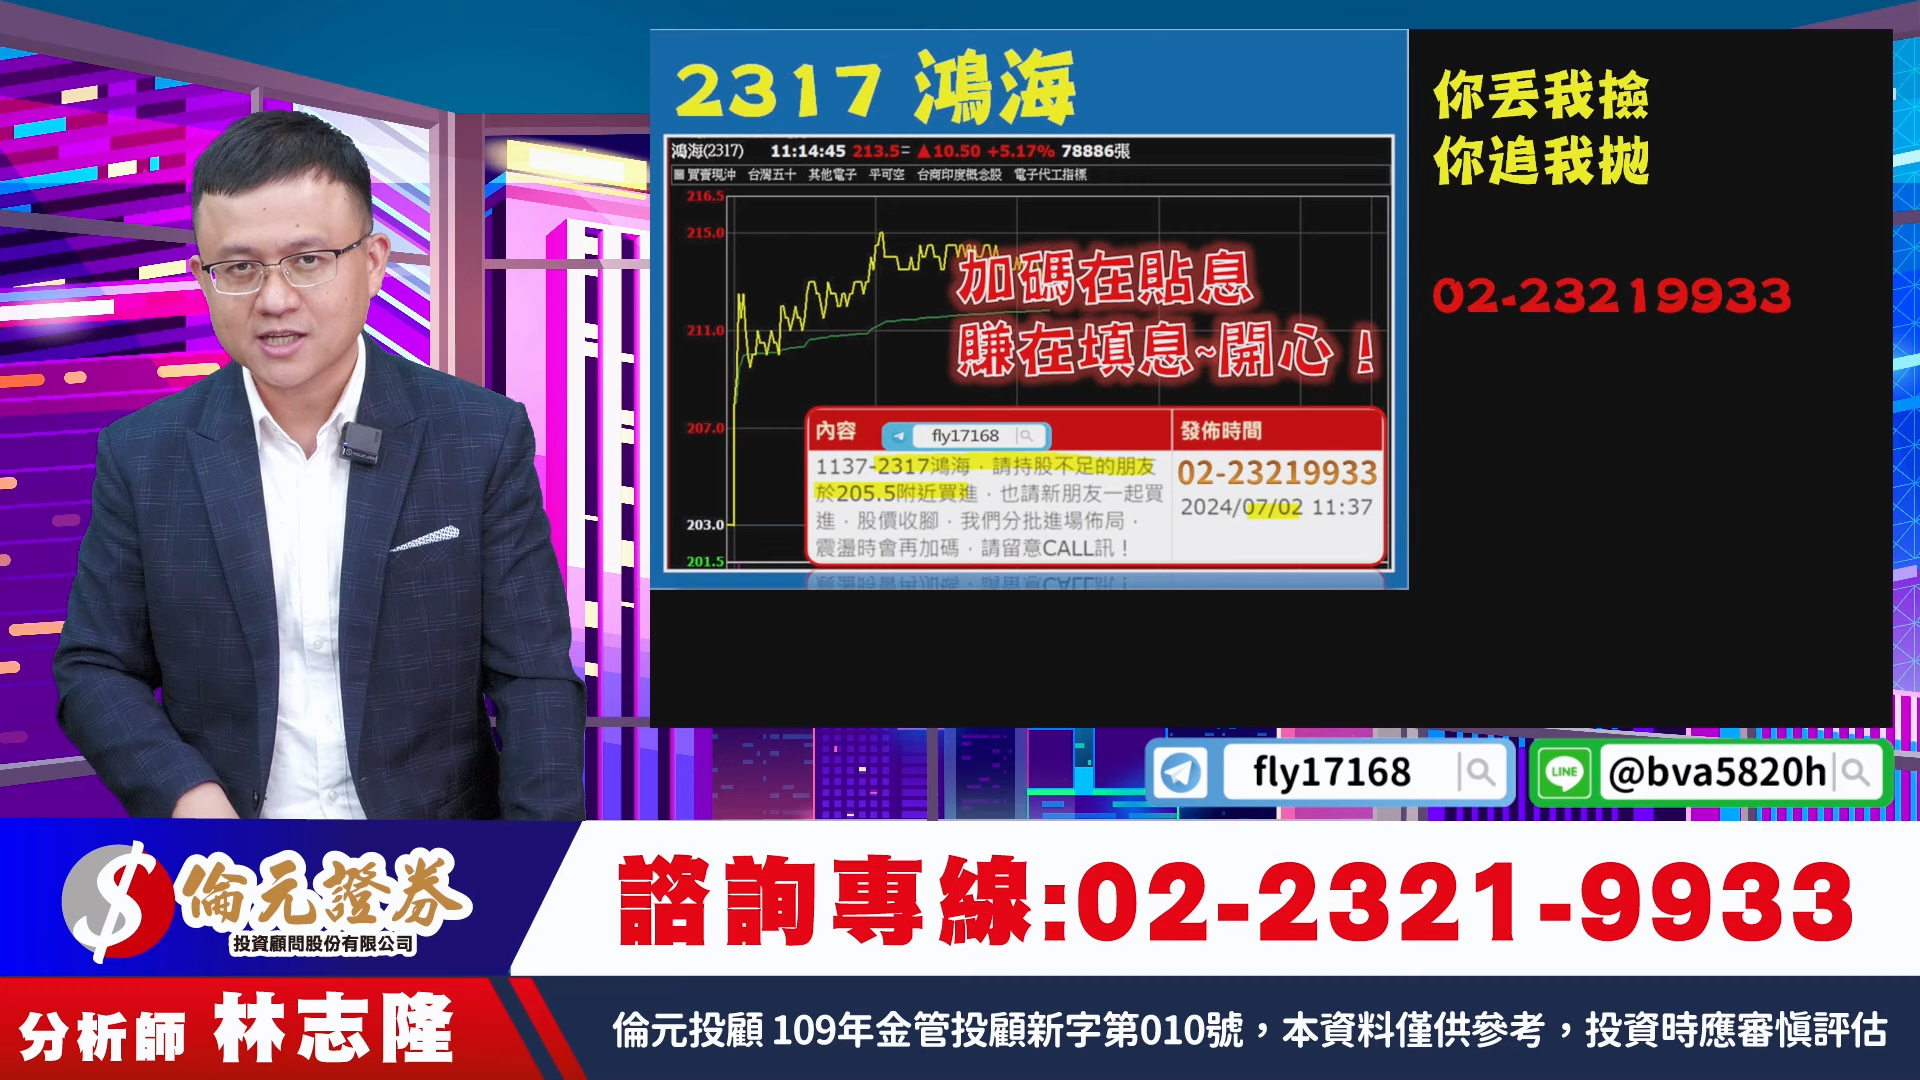 2317 鴻海
鴻海(2317) 11:14:45 213.5= ▲10.50 +5.17% 78886張
買賣現沖 台灣五十 其他電子 平可空 台商印度概念股 電子代工指標
216.5
215.0
211.0
207.0
203.0
201.5
加碼在貼息
賺在填息~開心！
內容 fly17168 發佈時間
1137-2317鴻海，請持股不足的朋友
於205.5附近買進，也請新朋友一起買
進，股價收腳，我們分批進場佈局，
震盪時會再加碼，請留意CALL訊！
02-23219933
2024/07/02 11:37
你丟我撿
你追我拋
02-23219933
fly17168
LINE @bva5820h
倫元證券
投資顧問股份有限公司
諮詢專線:02-2321-9933
分析師 林志隆
倫元投顧 109年金管投顧新字第010號，本資料僅供參考，投資時應審慎評估